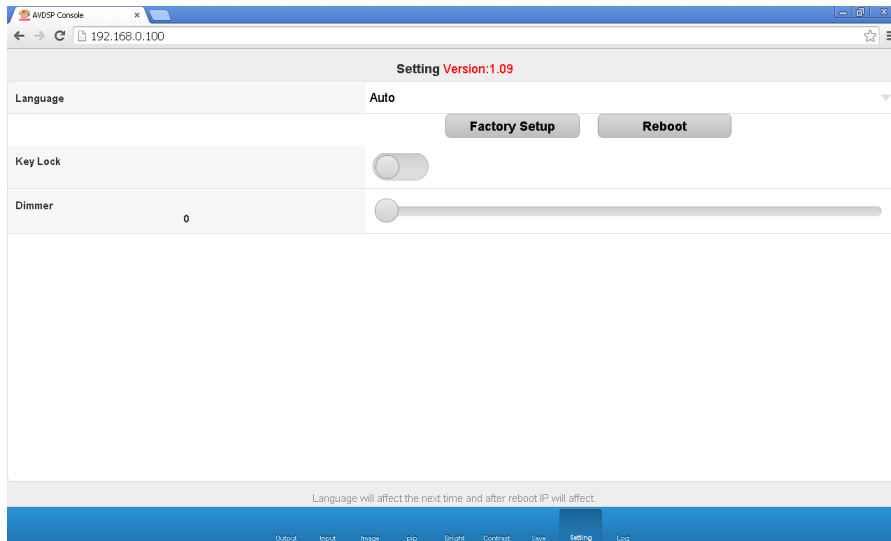 AVDSP Console
192.168.0.100
Setting Version:1.09
Language Auto
Factory Setup Reboot
Key Lock
Dimmer
0
Language will affect the next time and after reboot IP will affect.
Output Input Image pip Bright Contrast Save Setting Log